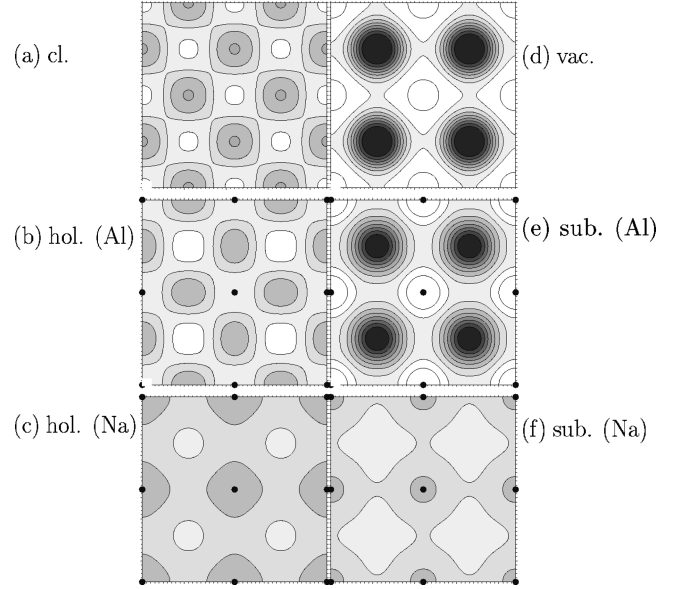 (a) cl.
(d) vac.
(b) hol. (Al)
(e) sub. (Al)
(c) hol. (Na)
(f) sub. (Na)